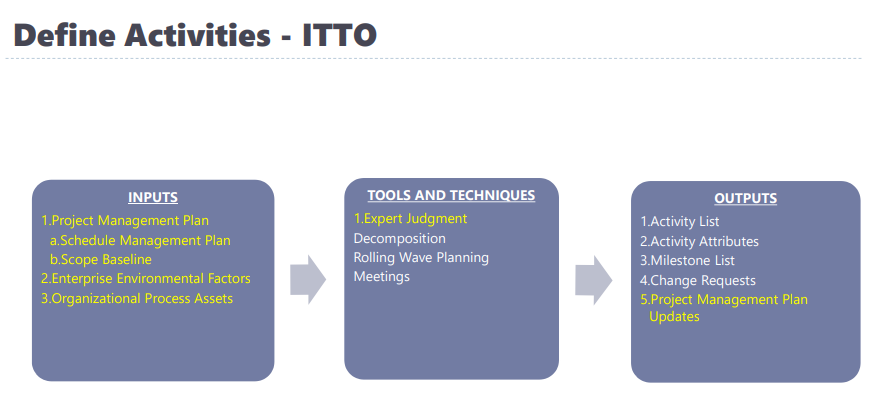 Define Activities - ITTO
INPUTS
1.Project Management Plan
a.Schedule Management Plan
b.Scope Baseline
2.Enterprise Environmental Factors
3.Organizational Process Assets
TOOLS AND TECHNIQUES
1.Expert Judgment
Decomposition
Rolling Wave Planning
Meetings
OUTPUTS
1.Activity List
2.Activity Attributes
3.Milestone List
4.Change Requests
5.Project Management Plan
Updates